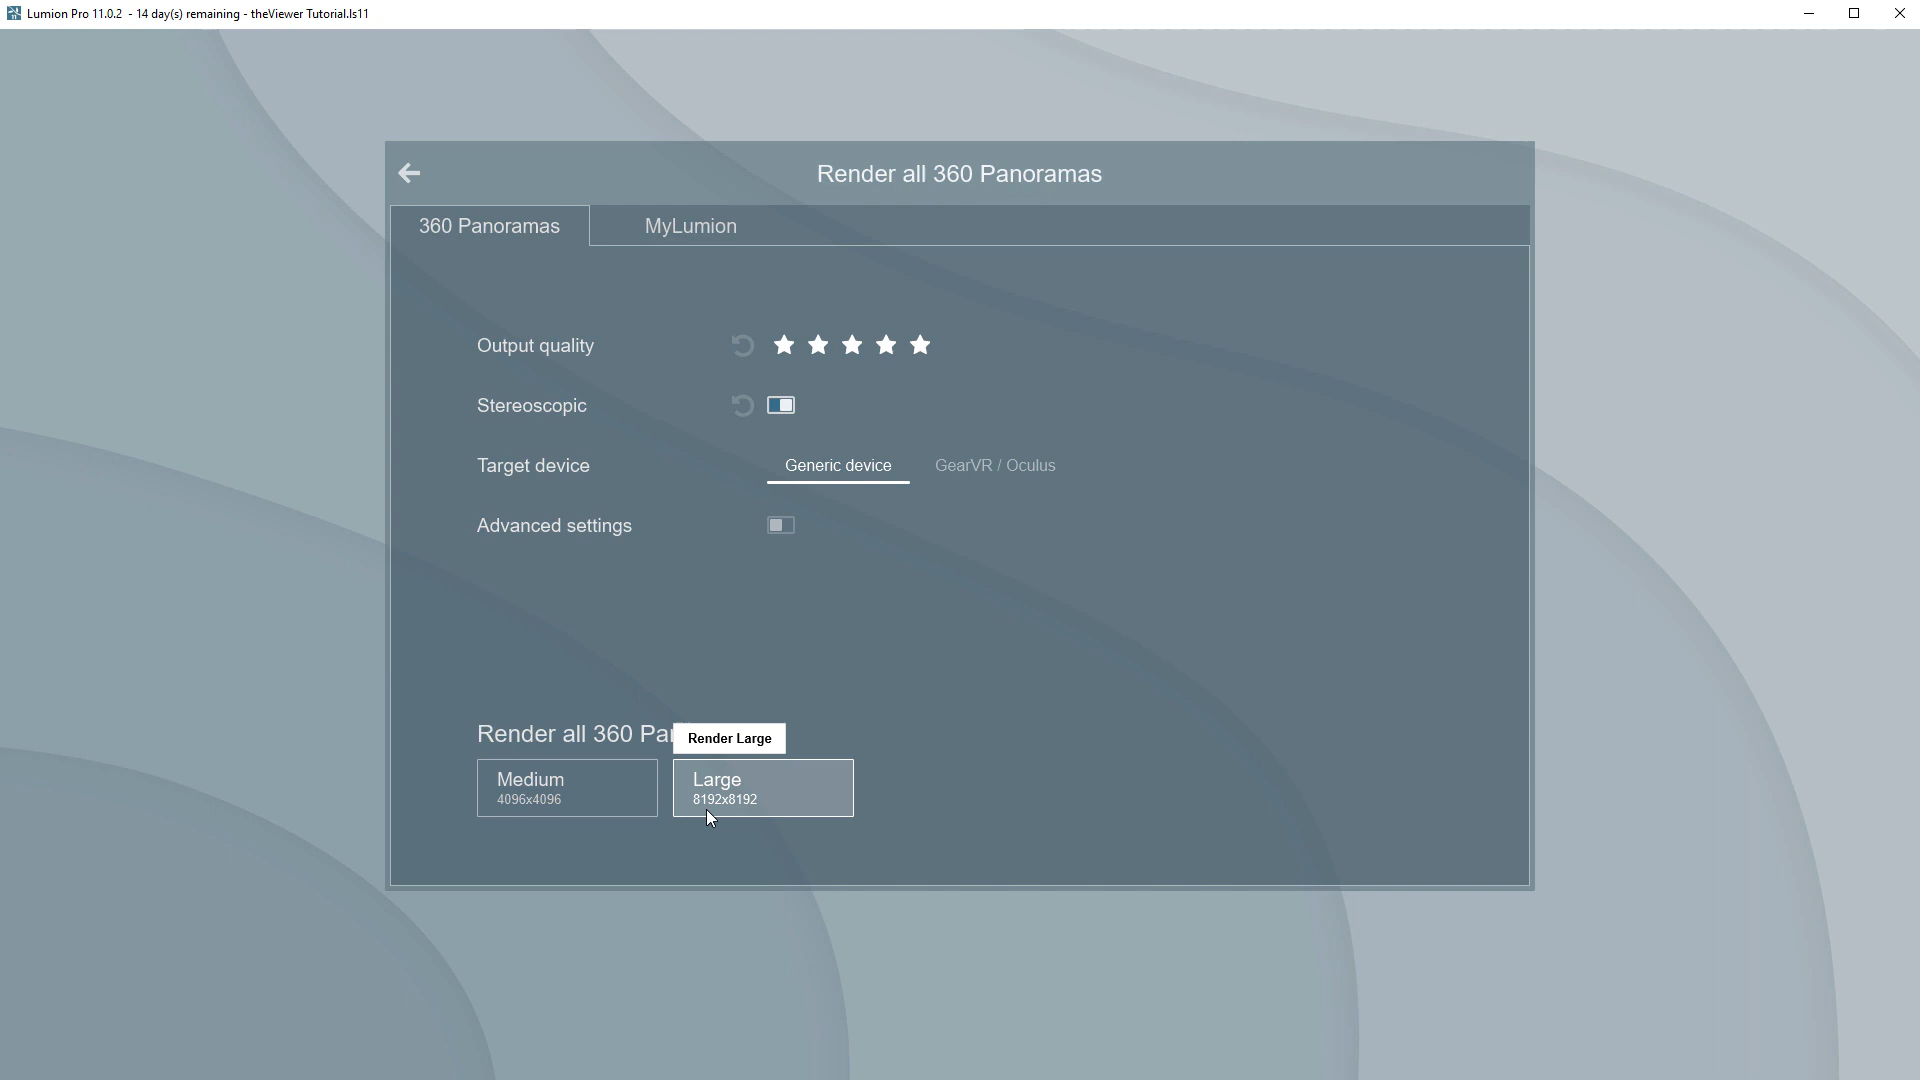 Lumion Pro 11.0.2 - 14 day(s) remaining - theViewer Tutorial.ls11
Render all 360 Panoramas
360 Panoramas
MyLumion
Output quality
Stereoscopic
Target device
Generic device
GearVR / Oculus
Advanced settings
Render all 360 Pa
Render Large
Medium
4096x4096
Large
8192x8192